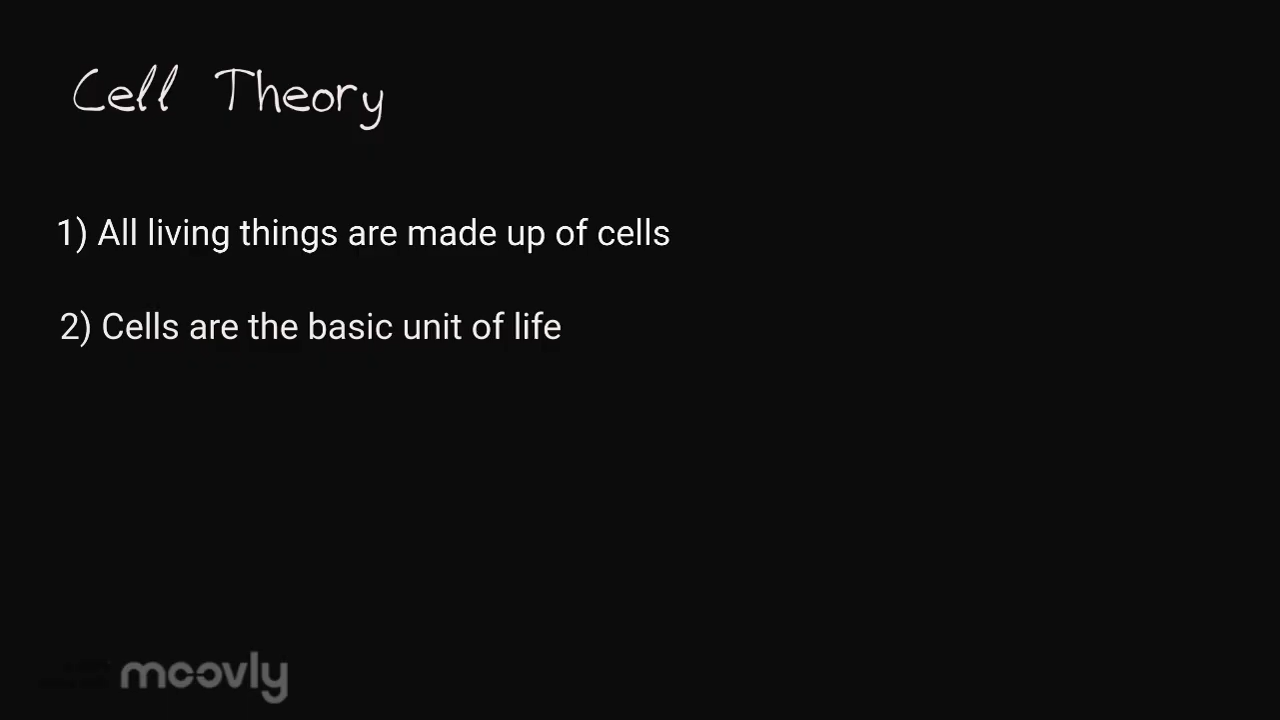 Cell Theory
1) All living things are made up of cells
2) Cells are the basic unit of life
moovly